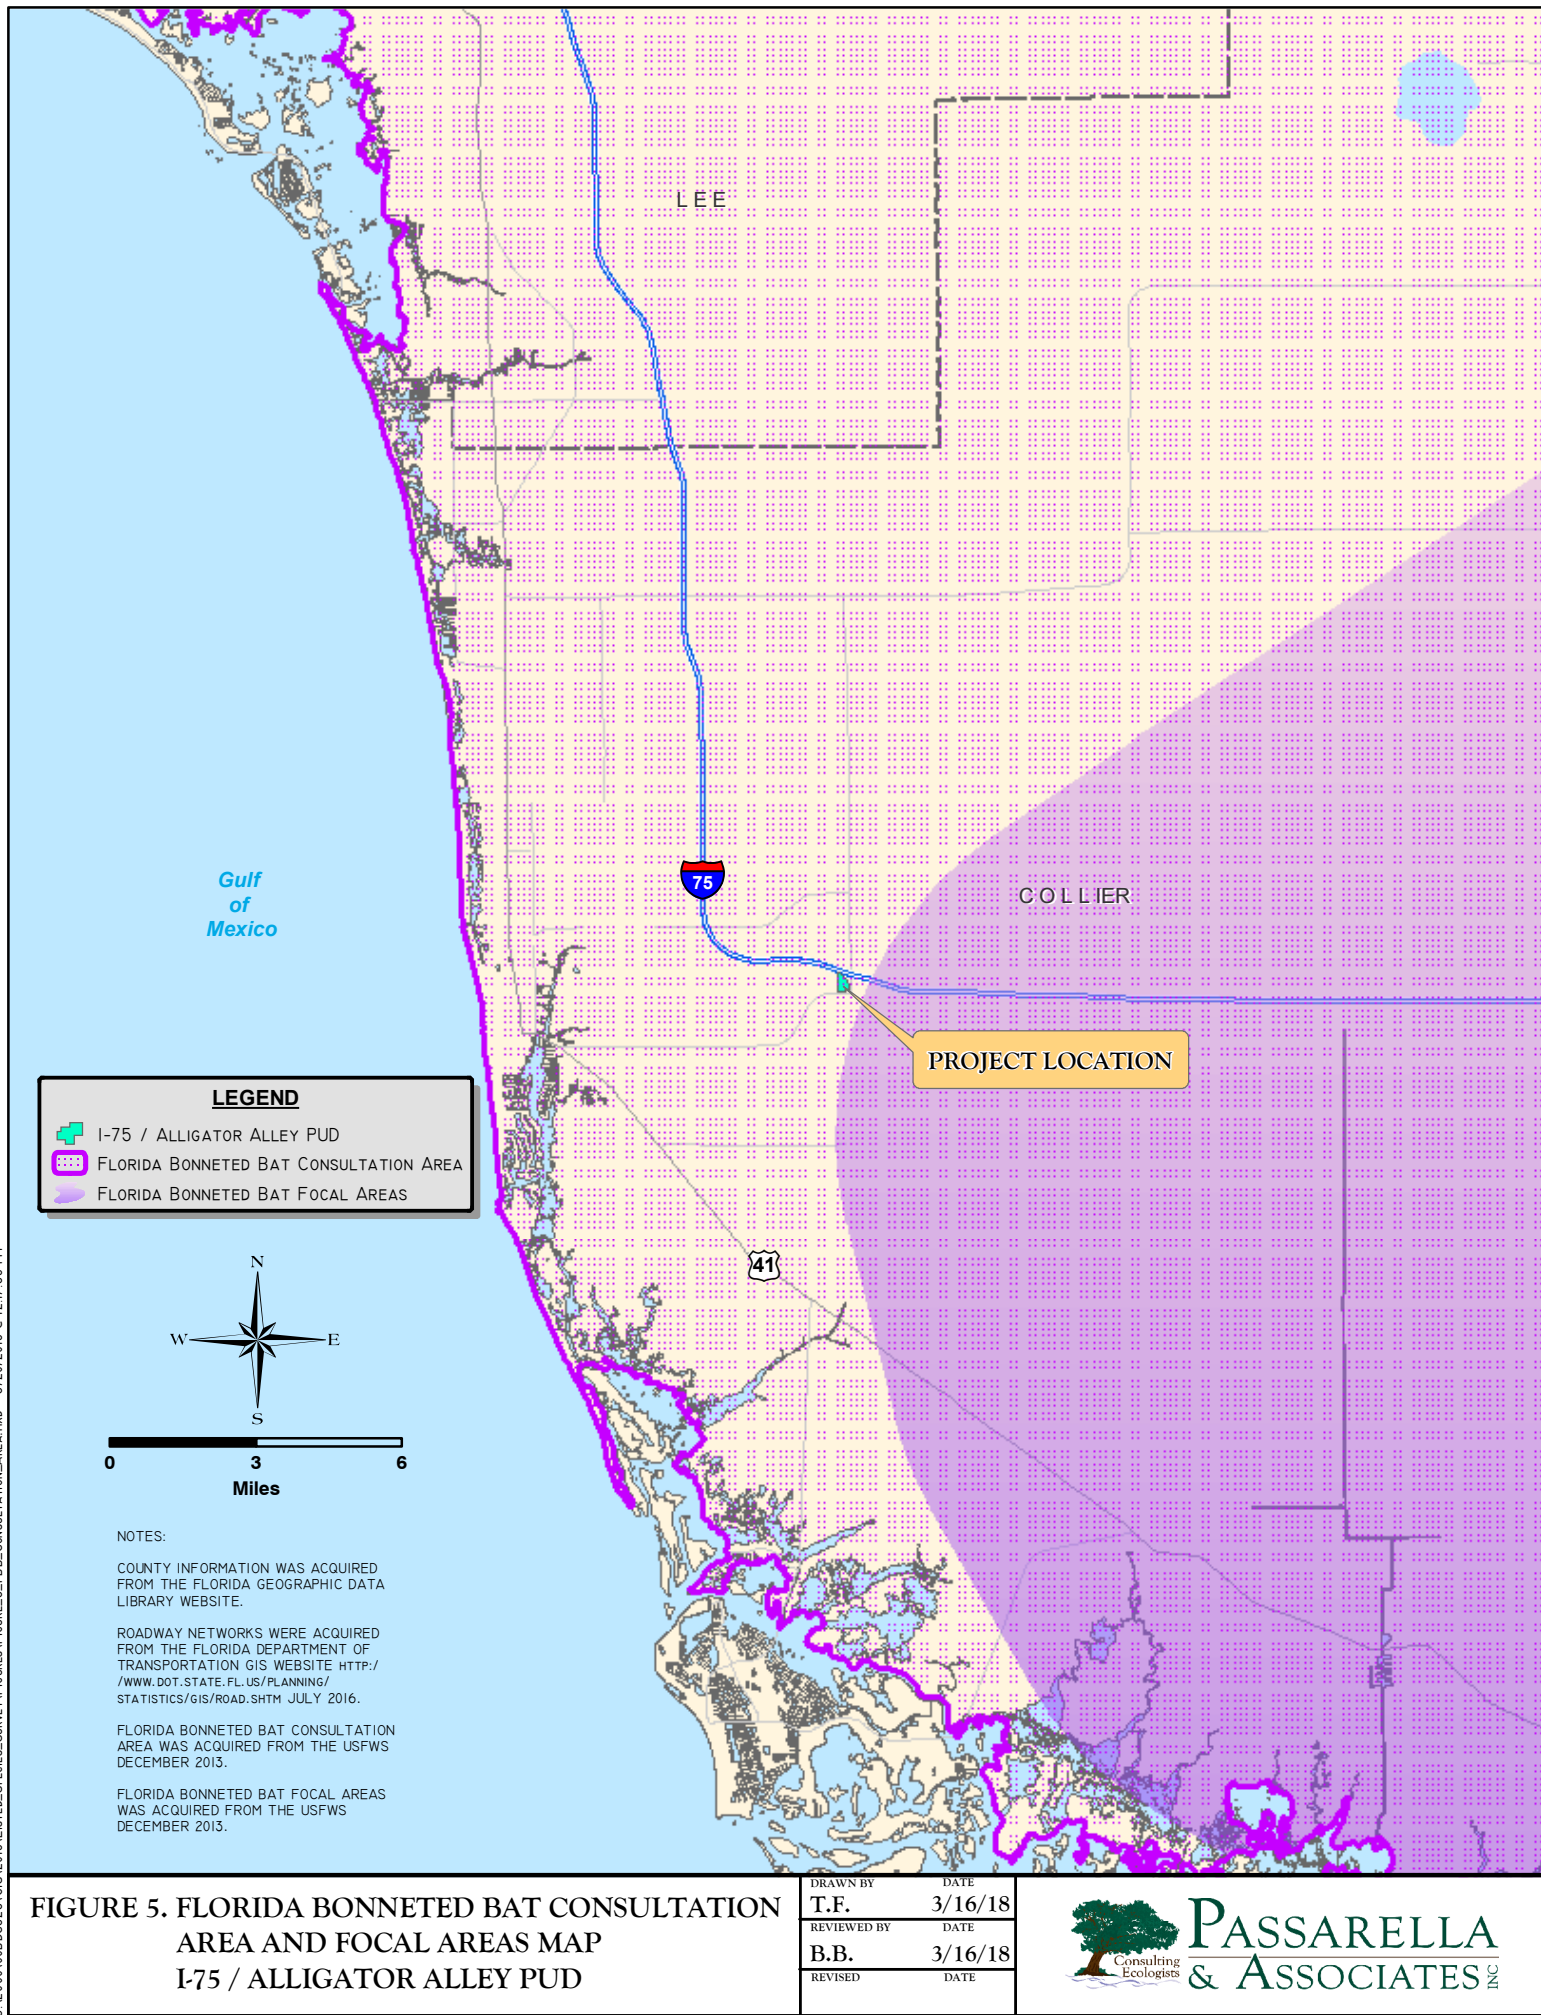 LEE
75
COLLIER
Gulf
of
Mexico
PROJECT LOCATION
LEGEND
I-75 / ALLIGATOR ALLEY PUD
FLORIDA BONNETED BAT CONSULTATION AREA
FLORIDA BONNETED BAT FOCAL AREAS
41
N
W
E
S
0 3 6
Miles
NOTES:
COUNTY INFORMATION WAS ACQUIRED
FROM THE FLORIDA GEOGRAPHIC DATA
LIBRARY WEBSITE.
ROADWAY NETWORKS WERE ACQUIRED
FROM THE FLORIDA DEPARTMENT OF
TRANSPORTATION GIS WEBSITE HTTP:/
/WWW.DOT.STATE.FL.US/PLANNING/
STATISTICS/GIS/ROAD.SHTM JULY 2016.
FLORIDA BONNETED BAT CONSULTATION
AREA WAS ACQUIRED FROM THE USFWS
DECEMBER 2013.
FLORIDA BONNETED BAT FOCAL AREAS
WAS ACQUIRED FROM THE USFWS
DECEMBER 2013.
FIGURE 5. FLORIDA BONNETED BAT CONSULTATION
AREA AND FOCAL AREAS MAP
I-75 / ALLIGATOR ALLEY PUD
DRAWN BY DATE
T.F. 3/16/18
REVIEWED BY DATE
B.B. 3/16/18
REVISED DATE
Consulting
Ecologists
PASSARELLA
& ASSOCIATES INC